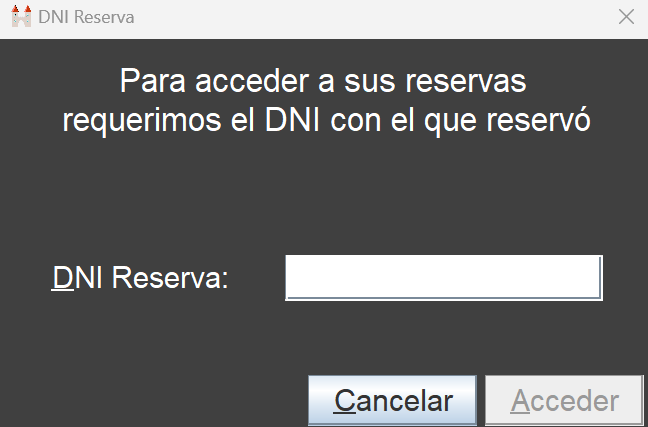 DNI Reserva
Para acceder a sus reservas
requerimos el DNI con el que reservó
DNI Reserva:
Cancelar Acceder